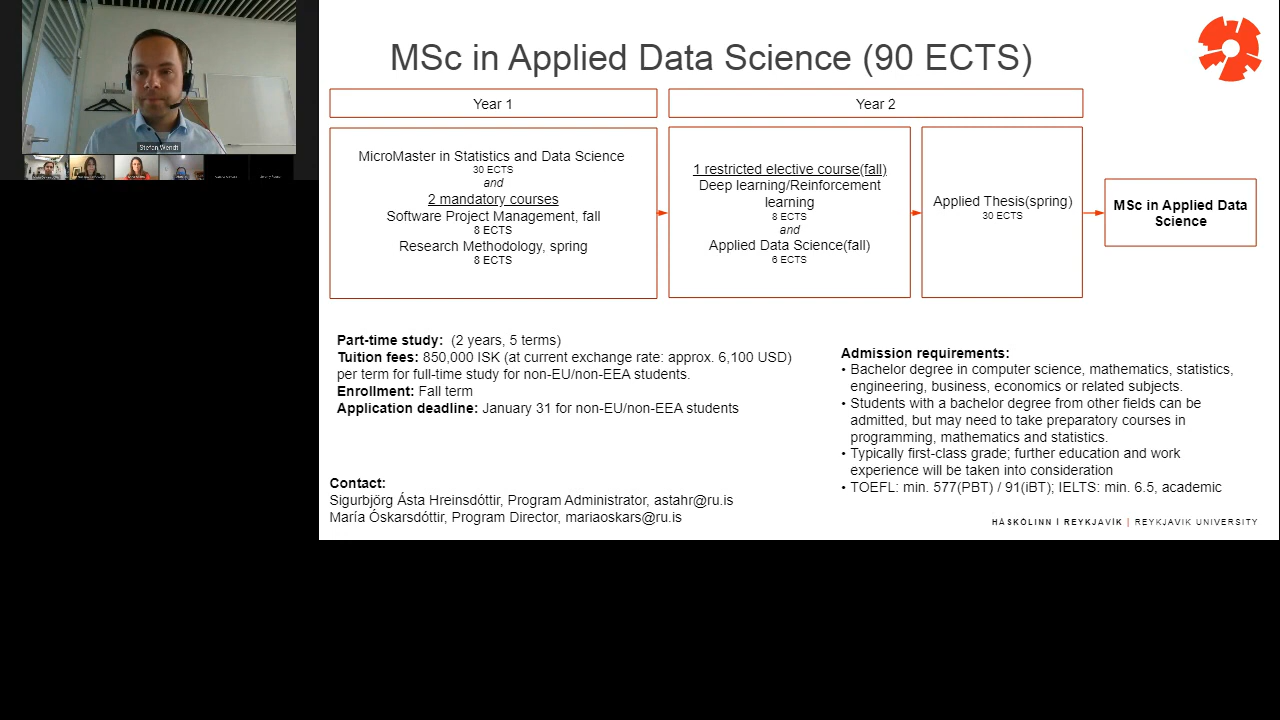 Stefan Wendt
MSc in Applied Data Science (90 ECTS)
Year 1
Year 2
MicroMaster in Statistics and Data Science
30 ECTS
and
2 mandatory courses
Software Project Management, fall
8 ECTS
Research Methodology, spring
8 ECTS
1 restricted elective course(fall)
Deep learning/Reinforcement
learning
8 ECTS
and
Applied Data Science(fall)
6 ECTS
Applied Thesis(spring)
30 ECTS
MSc in Applied Data
Science
Part-time study: (2 years, 5 terms)
Tuition fees: 850,000 ISK (at current exchange rate: approx. 6,100 USD)
per term for full-time study for non-EU/non-EEA students.
Enrollment: Fall term
Application deadline: January 31 for non-EU/non-EEA students
Contact:
Sigurbjörg Ásta Hreinsdóttir, Program Administrator, astahr@ru.is
María Óskarsdóttir, Program Director, mariaoskars@ru.is
Admission requirements:
• Bachelor degree in computer science, mathematics, statistics,
engineering, business, economics or related subjects.
• Students with a bachelor degree from other fields can be
admitted, but may need to take preparatory courses in
programming, mathematics and statistics.
• Typically first-class grade; further education and work
experience will be taken into consideration
• TOEFL: min. 577(PBT) / 91(iBT); IELTS: min. 6.5, academic
HÁSKÓLINN Í REYKJAVÍK | REYKJAVIK UNIVERSITY